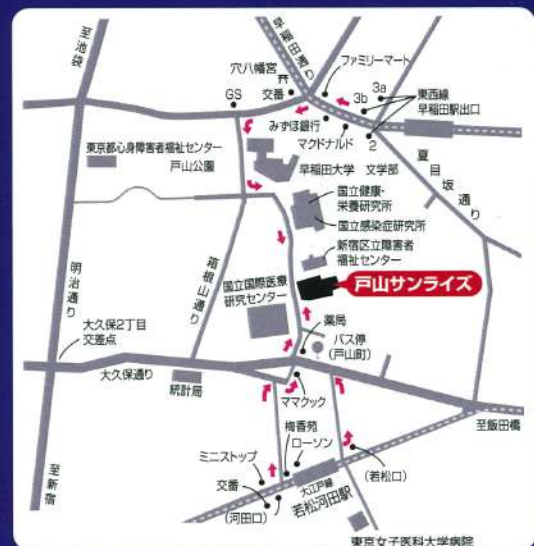 至池袋
早稲田通り
ファミリーマート
穴八幡宮
交番
GS
3a
3b
東西線
早稲田駅出口
2
みずほ銀行
マクドナルド
東京都心身障害者福祉センター
戸山公園
早稲田大学 文学部
夏目坂通り
国立健康・
栄養研究所
国立感染症研究所
新宿区立障害者
福祉センター
戸山サンライズ
国立国際医療
研究センター
箱根山通り
明治通り
大久保2丁目
交差点
大久保通り
統計局
薬局
バス停
(戸山町)
ママクック
至飯田橋
梅香苑
ローソン
ミニストップ
交番
(河田口)
大江戸線
若松河田駅
(若松口)
至新宿
東京女子医科大学病院